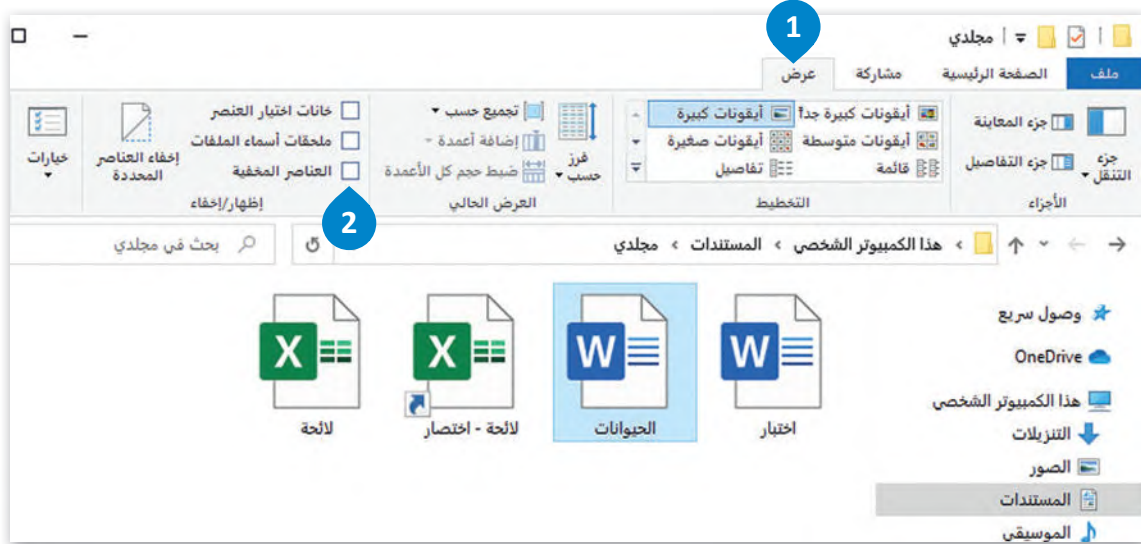 1
مجلدي
ملف الصفحة الرئيسية مشاركة عرض
جزء التنقل
جزء المعاينة
جزء التفاصيل
الأجزاء
أيقونات كبيرة جدا أيقونات كبيرة
أيقونات متوسطة أيقونات صغيرة
قائمة تفاصيل
التخطيط
فرز حسب
تجميع حسب
إضافة أعمدة
ضبط حجم كل الأعمدة
العرض الحالي
خانات اختيار العنصر
ملحقات أسماء الملفات
العناصر المخفية
إخفاء العناصر المحددة
إظهار/إخفاء
خيارات
2
هذا الكمبيوتر الشخصي › المستندات › مجلدي
بحث في مجلدي
وصول سريع
OneDrive
هذا الكمبيوتر الشخصي
التنزيلات
الصور
المستندات
الموسيقى
W
اختبار
W
الحيوانات
X
لائحة - اختصار
X
لائحة